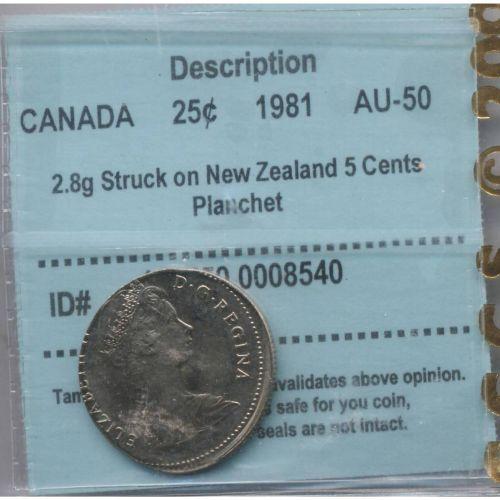 Description
CANADA 25¢ 1981 AU-50
2.8g Struck on New Zealand 5 Cents
Planchet
ID# 0008540
validates above opinion.
safe for you coin,
seals are not intact.
D·G·REGINA